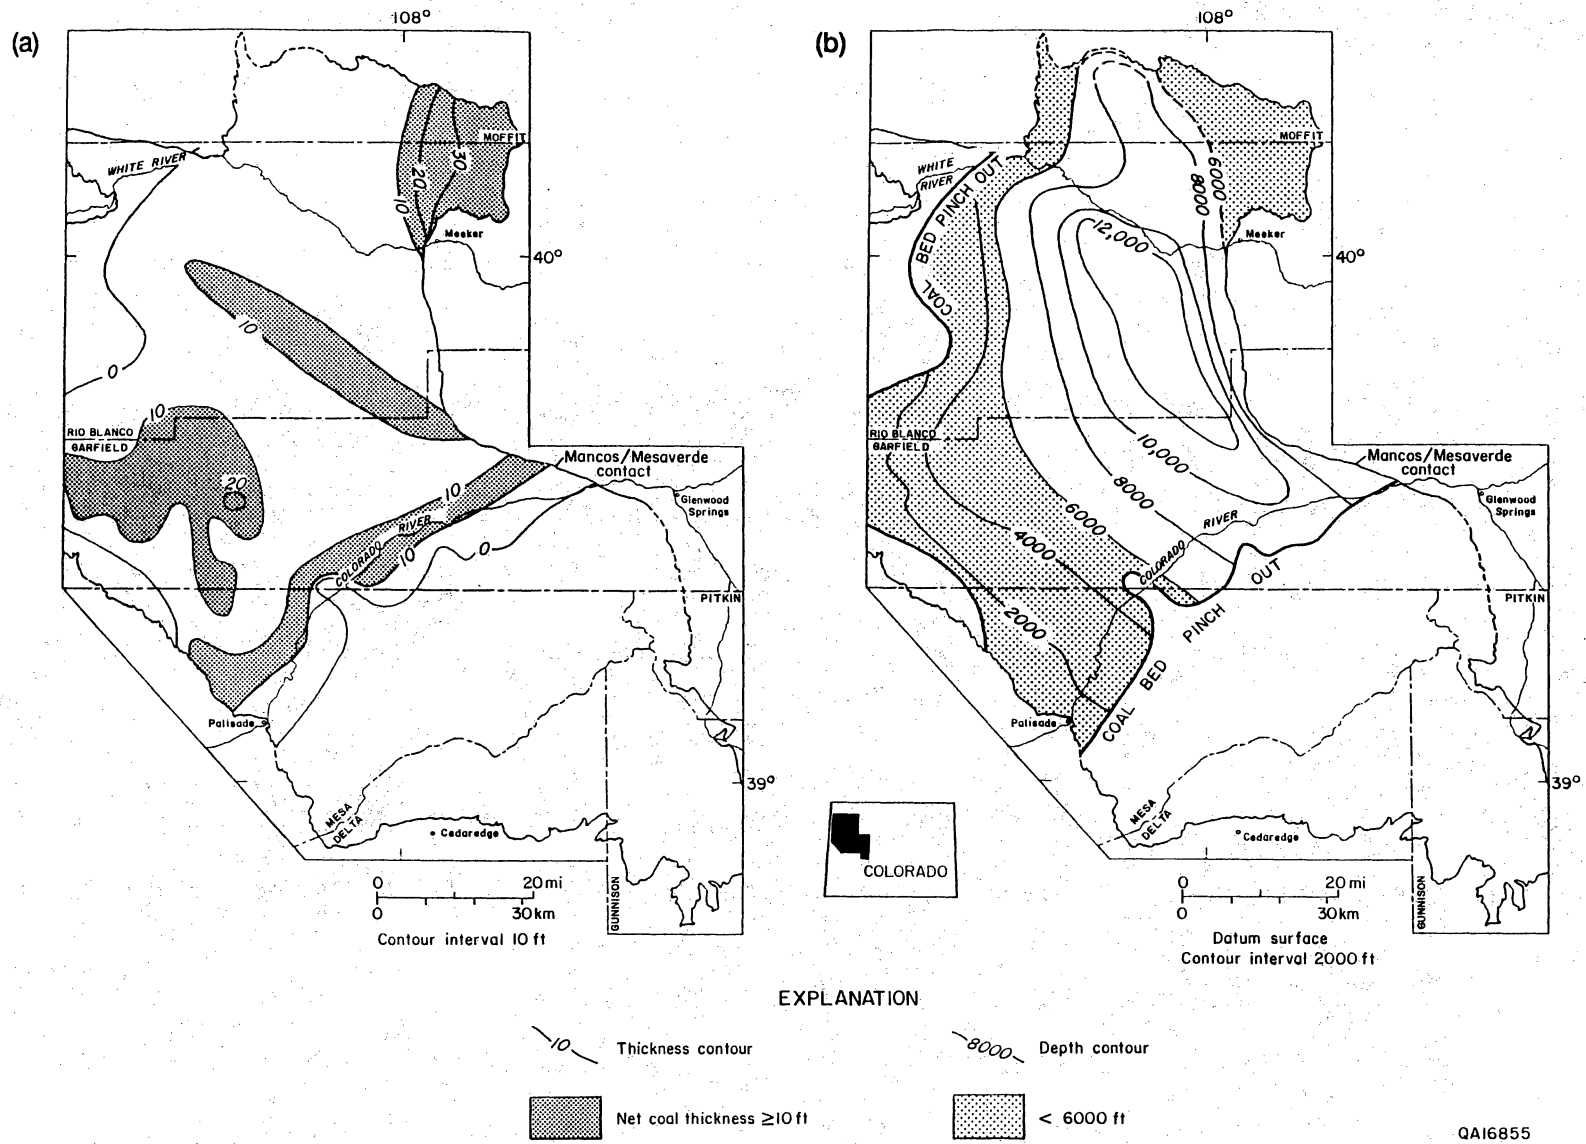 (a)
108°
MOFFIT
WHITE RIVER
10
20
30
Meeker
40°
10
0
10
RIO BLANCO
GARFIELD
20
Mancos/Mesaverde
contact
10
Glenwood
Springs
COLORADO RIVER
10
0
PITKIN
Palisade
39°
MESA
DELTA
Cedaredge
GUNNISON
0 20 mi
0 30 km
Contour interval 10 ft
(b)
108°
MOFFIT
WHITE
RIVER
COAL BED PINCH OUT
6000
8000
Meeker
12,000
40°
RIO BLANCO
GARFIELD
10,000
Mancos/Mesaverde
contact
8000
Glenwood
Springs
6000
RIVER
4000
COLORADO
PITKIN
2000
COAL BED PINCH OUT
Palisade
39°
MESA
DELTA
Cedaredge
COLORADO
GUNNISON
0 20 mi
0 30 km
Datum surface
Contour interval 2000 ft
EXPLANATION
10 Thickness contour
8000 Depth contour
Net coal thickness ≥10 ft
< 6000 ft
QA16855